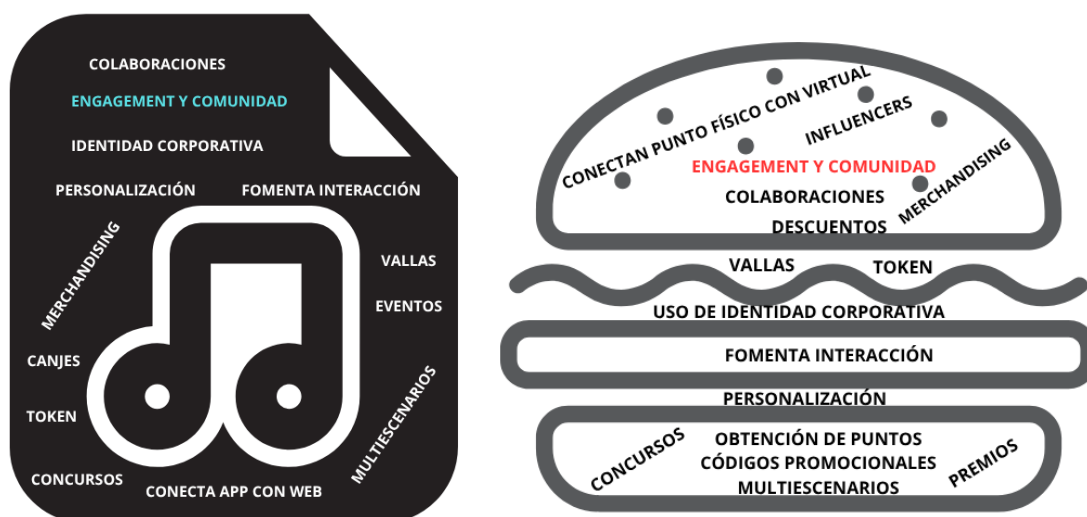 COLABORACIONES
ENGAGEMENT Y COMUNIDAD
IDENTIDAD CORPORATIVA
PERSONALIZACIÓN
FOMENTA INTERACCIÓN
MERCHANDISING
VALLAS
EVENTOS
CANJES
TOKEN
MULTIESCENARIOS
CONCURSOS
CONECTA APP CON WEB
CONECTAN PUNTO FÍSICO CON VIRTUAL
INFLUENCERS
ENGAGEMENT Y COMUNIDAD
MERCHANDISING
COLABORACIONES
DESCUENTOS
VALLAS
TOKEN
USO DE IDENTIDAD CORPORATIVA
FOMENTA INTERACCIÓN
PERSONALIZACIÓN
CONCURSOS
OBTENCIÓN DE PUNTOS
CÓDIGOS PROMOCIONALES
MULTIESCENARIOS
PREMIOS